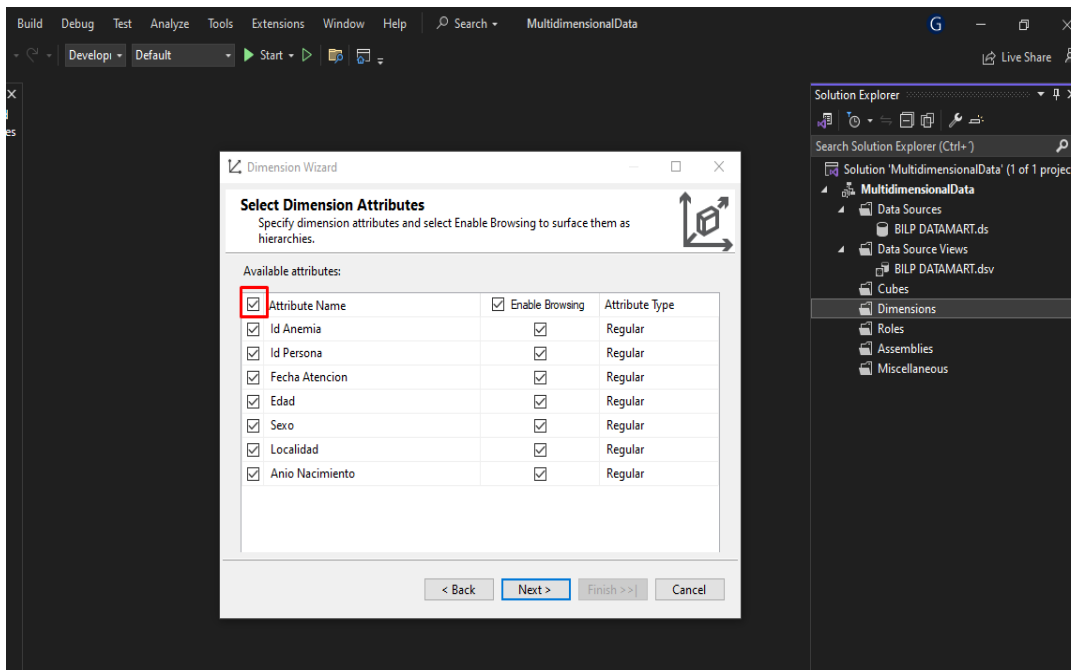 Build Debug Test Analyze Tools Extensions Window Help Search MultidimensionalData G
Default Start Live Share
Solution Explorer
Search Solution Explorer (Ctrl+´)
Solution 'MultidimensionalData' (1 of 1 projec
MultidimensionalData
Data Sources
BILP DATAMART.ds
Data Source Views
BILP DATAMART.dsv
Cubes
Dimensions
Roles
Assemblies
Miscellaneous
Dimension Wizard
Select Dimension Attributes
Specify dimension attributes and select Enable Browsing to surface them as
hierarchies.
Available attributes:
Attribute Name Enable Browsing Attribute Type
Id Anemia Regular
Id Persona Regular
Fecha Atencion Regular
Edad Regular
Sexo Regular
Localidad Regular
Anio Nacimiento Regular
< Back Next > Finish >>| Cancel